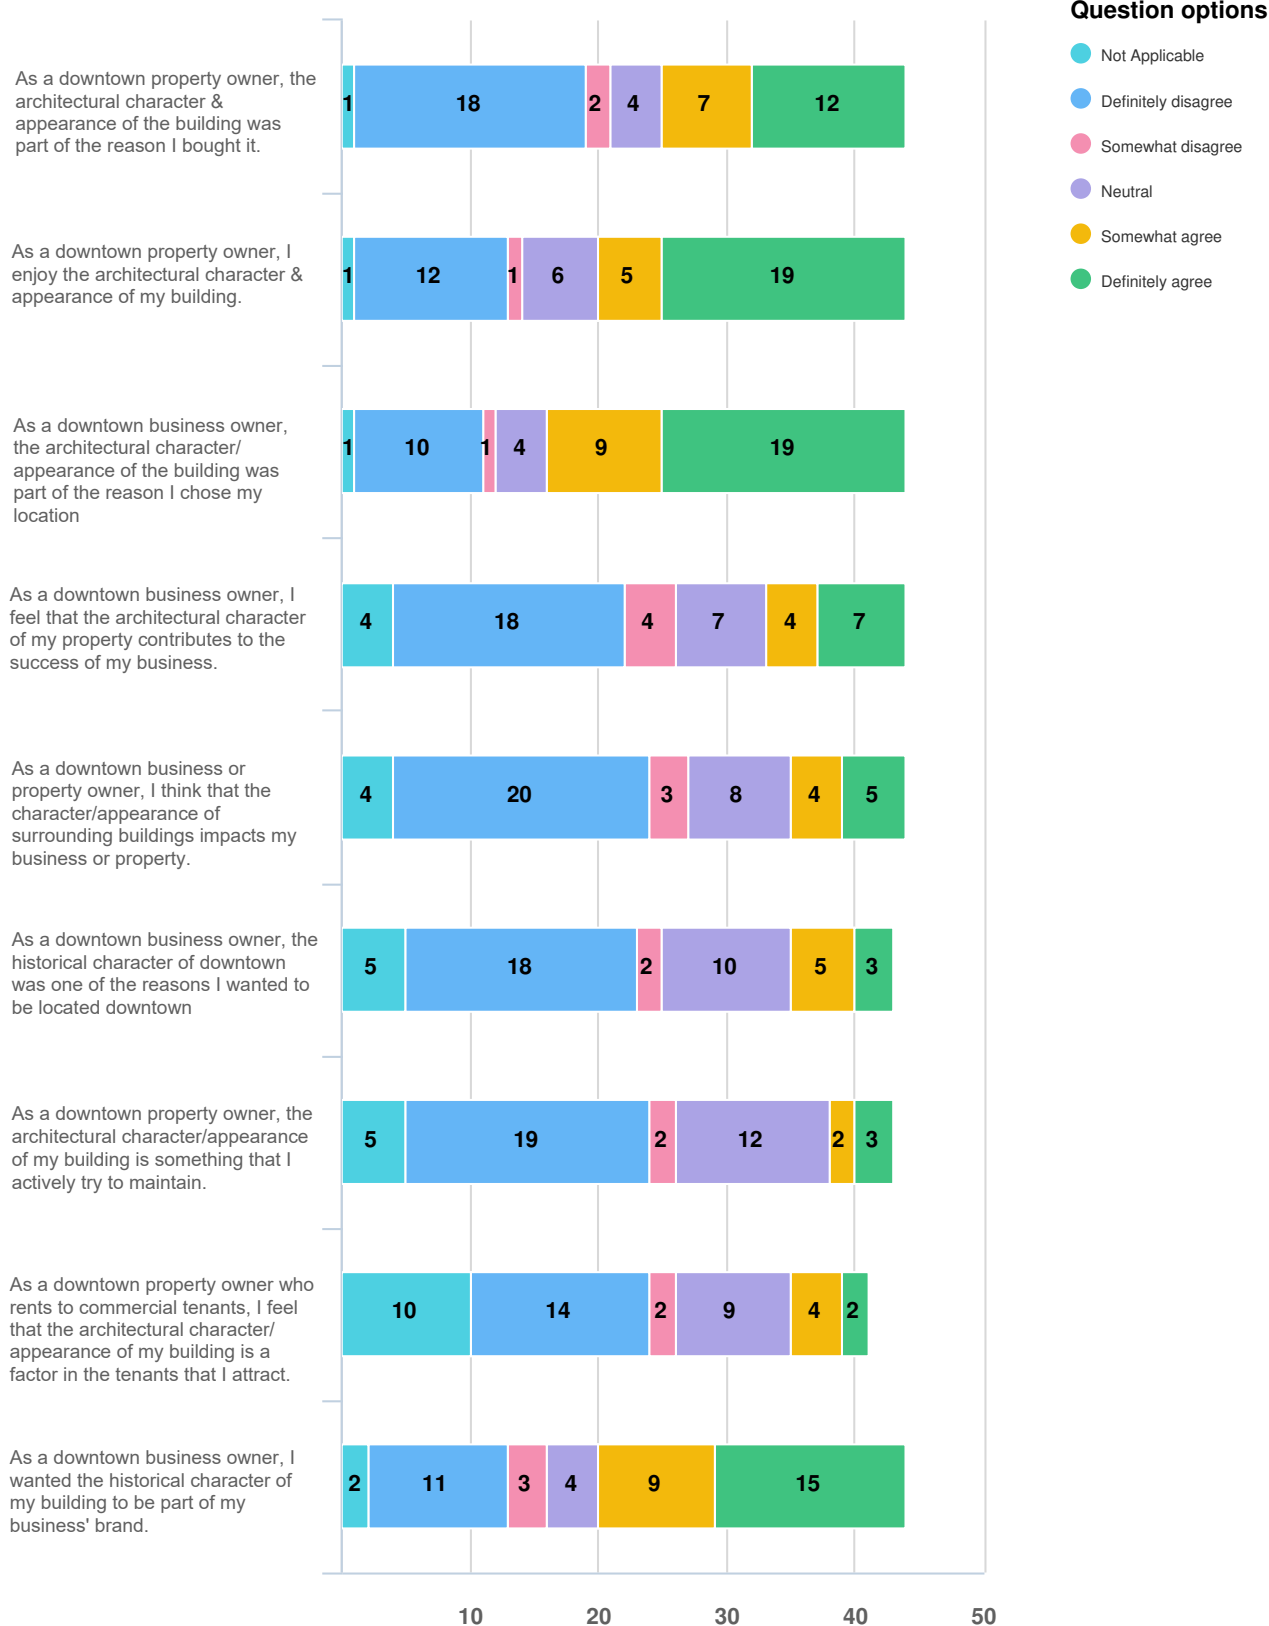 Question options
Not Applicable
Definitely disagree
Somewhat disagree
Neutral
Somewhat agree
Definitely agree
As a downtown property owner, the
architectural character &
appearance of the building was
part of the reason I bought it.
1 18 2 4 7 12
As a downtown property owner, I
enjoy the architectural character &
appearance of my building.
1 12 1 6 5 19
As a downtown business owner,
the architectural character/
appearance of the building was
part of the reason I chose my
location
1 10 1 4 9 19
As a downtown business owner, I
feel that the architectural character
of my property contributes to the
success of my business.
4 18 4 7 4 7
As a downtown business or
property owner, I think that the
character/appearance of
surrounding buildings impacts my
business or property.
4 20 3 8 4 5
As a downtown business owner, the
historical character of downtown
was one of the reasons I wanted to
be located downtown
5 18 2 10 5 3
As a downtown property owner, the
architectural character/appearance
of my building is something that I
actively try to maintain.
5 19 2 12 2 3
As a downtown property owner who
rents to commercial tenants, I feel
that the architectural character/
appearance of my building is a
factor in the tenants that I attract.
10 14 2 9 4 2
As a downtown business owner, I
wanted the historical character of
my building to be part of my
business' brand.
2 11 3 4 9 15
10 20 30 40 50